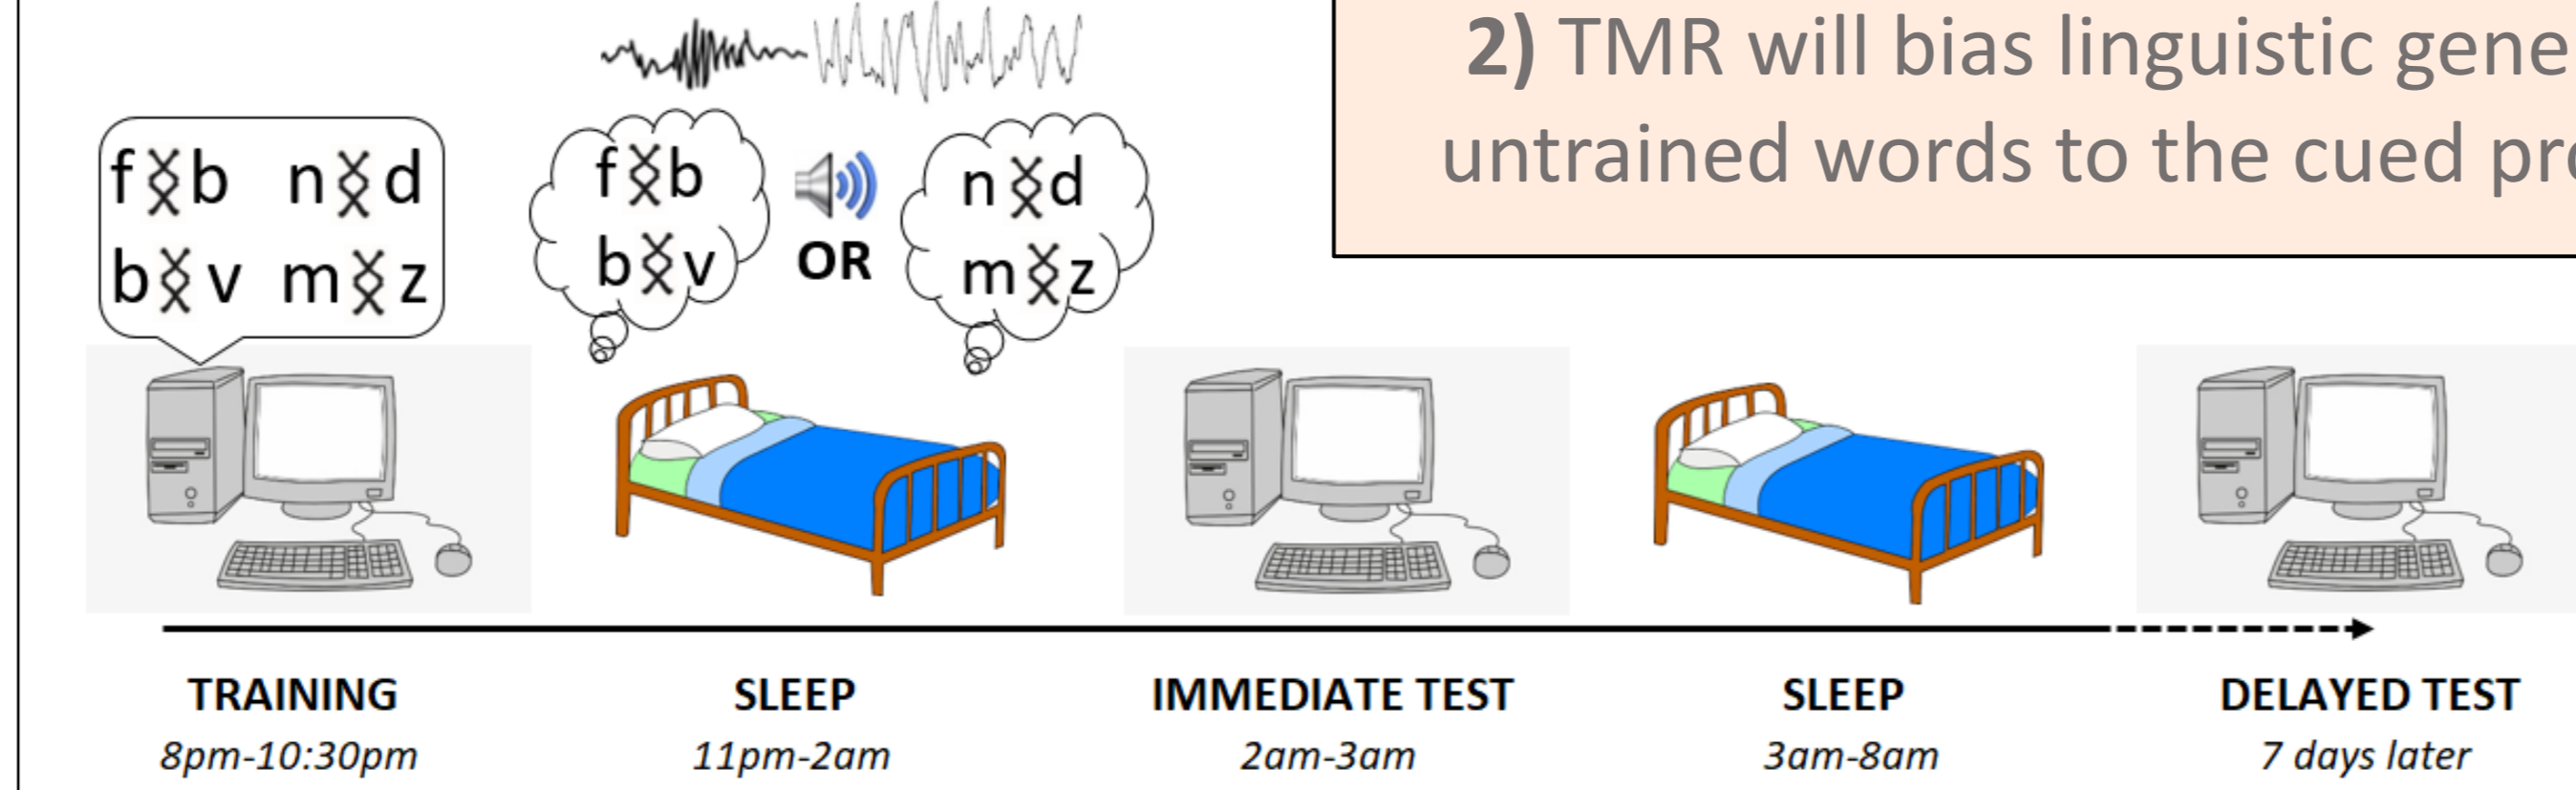 2) TMR will bias linguistic gene
untrained words to the cued pr
f b n d
b v m z
f b
b v
OR
n d
m z
TRAINING
8pm-10:30pm
SLEEP
11pm-2am
IMMEDIATE TEST
2am-3am
SLEEP
3am-8am
DELAYED TEST
7 days later